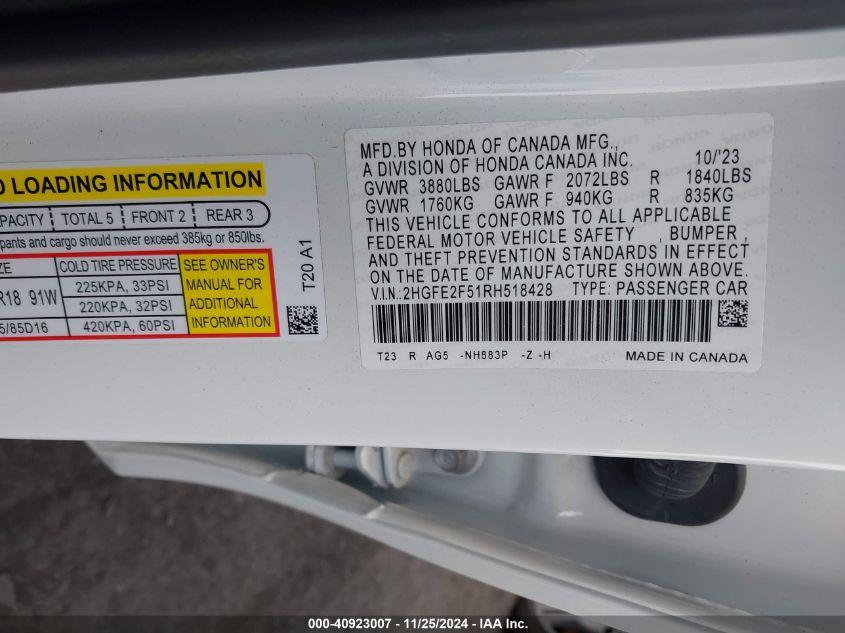 O LOADING INFORMATION
APACITY TOTAL 5 FRONT 2 REAR 3
pants and cargo should never exceed 385kg or 850lbs.
ZE COLD TIRE PRESSURE SEE OWNER'S MANUAL FOR ADDITIONAL INFORMATION
R18 91W 225KPA, 33PSI
220KPA, 32PSI
5/85D16 420KPA, 60PSI
T20 A1
MFD.BY HONDA OF CANADA MFG.,
A DIVISION OF HONDA CANADA INC. 10/'23
GVWR 3880LBS GAWR F 2072LBS R 1840LBS
GVWR 1760KG GAWR F 940KG R 835KG
THIS VEHICLE CONFORMS TO ALL APPLICABLE
FEDERAL MOTOR VEHICLE SAFETY , BUMPER ,
AND THEFT PREVENTION STANDARDS IN EFFECT
ON THE DATE OF MANUFACTURE SHOWN ABOVE.
V.I.N.:2HGFE2F51RH518428 TYPE: PASSENGER CAR
T23 R AG5 -NH883P -Z -H MADE IN CANADA
000-40923007 - 11/25/2024 - IAA Inc.